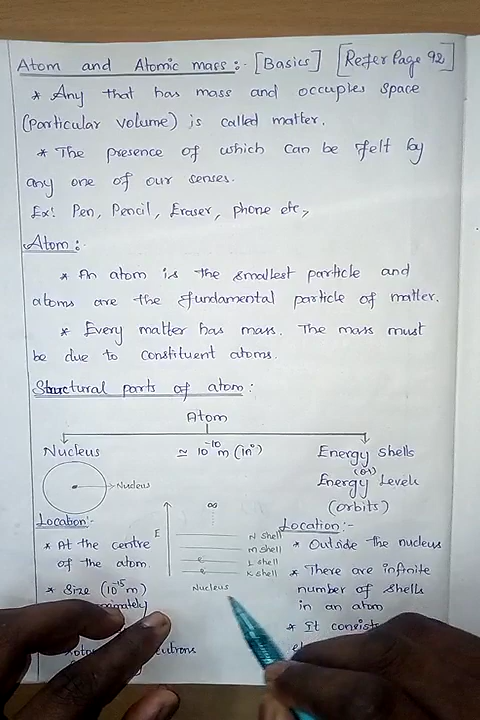 Atom and Atomic mass:- [Basics] [Refer Page 92]
* Any that has mass and occupies space
(Particular volume) is called matter.
* The presence of which can be felt by
any one of our senses.
Ex: Pen, Pencil, Eraser, phone etc,
Atom:-
* An atom is the smallest particle and
atoms are the fundamental particle of matter.
* Every matter has mass. The mass must
be due to constituent atoms.
Structural parts of atom:
Atom
Nucleus
≃ 10⁻¹⁰m (1A°)
Energy Shells
(or)
Energy Levels
(orbits)
Nucleus
Location:-
* At the centre
of the atom.
* Size (10⁻¹⁵m)
∞
E
N shell
M shell
L shell
K shell
Nucleus
Location:-
* Outside the nucleus
* There are infinite
number of shells
in an atom
* It